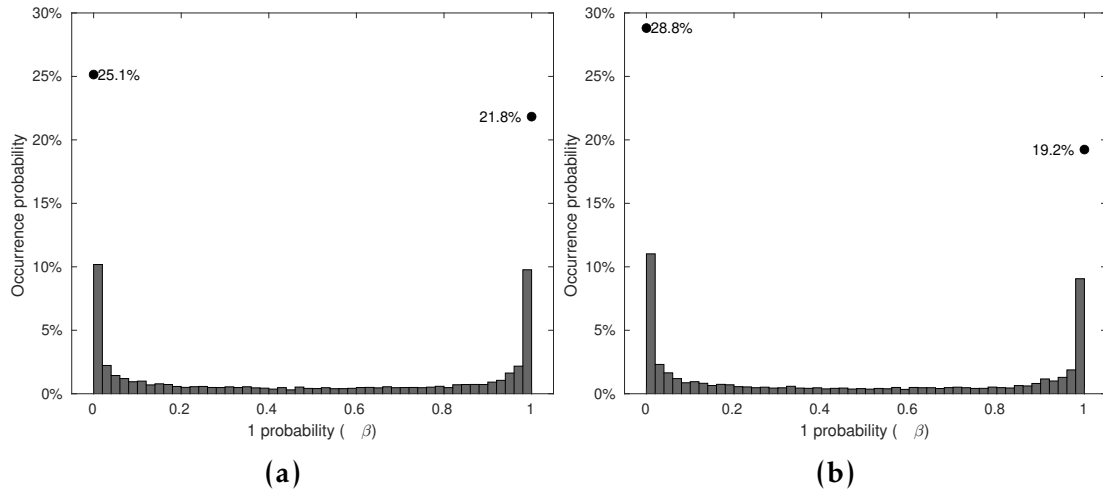 30%
25%
20%
15%
10%
5%
0%
Occurrence probability
25.1%
21.8%
0 0.2 0.4 0.6 0.8 1
1 probability ( β)
(a)
30%
25%
20%
15%
10%
5%
0%
Occurrence probability
28.8%
19.2%
0 0.2 0.4 0.6 0.8 1
1 probability ( β)
(b)